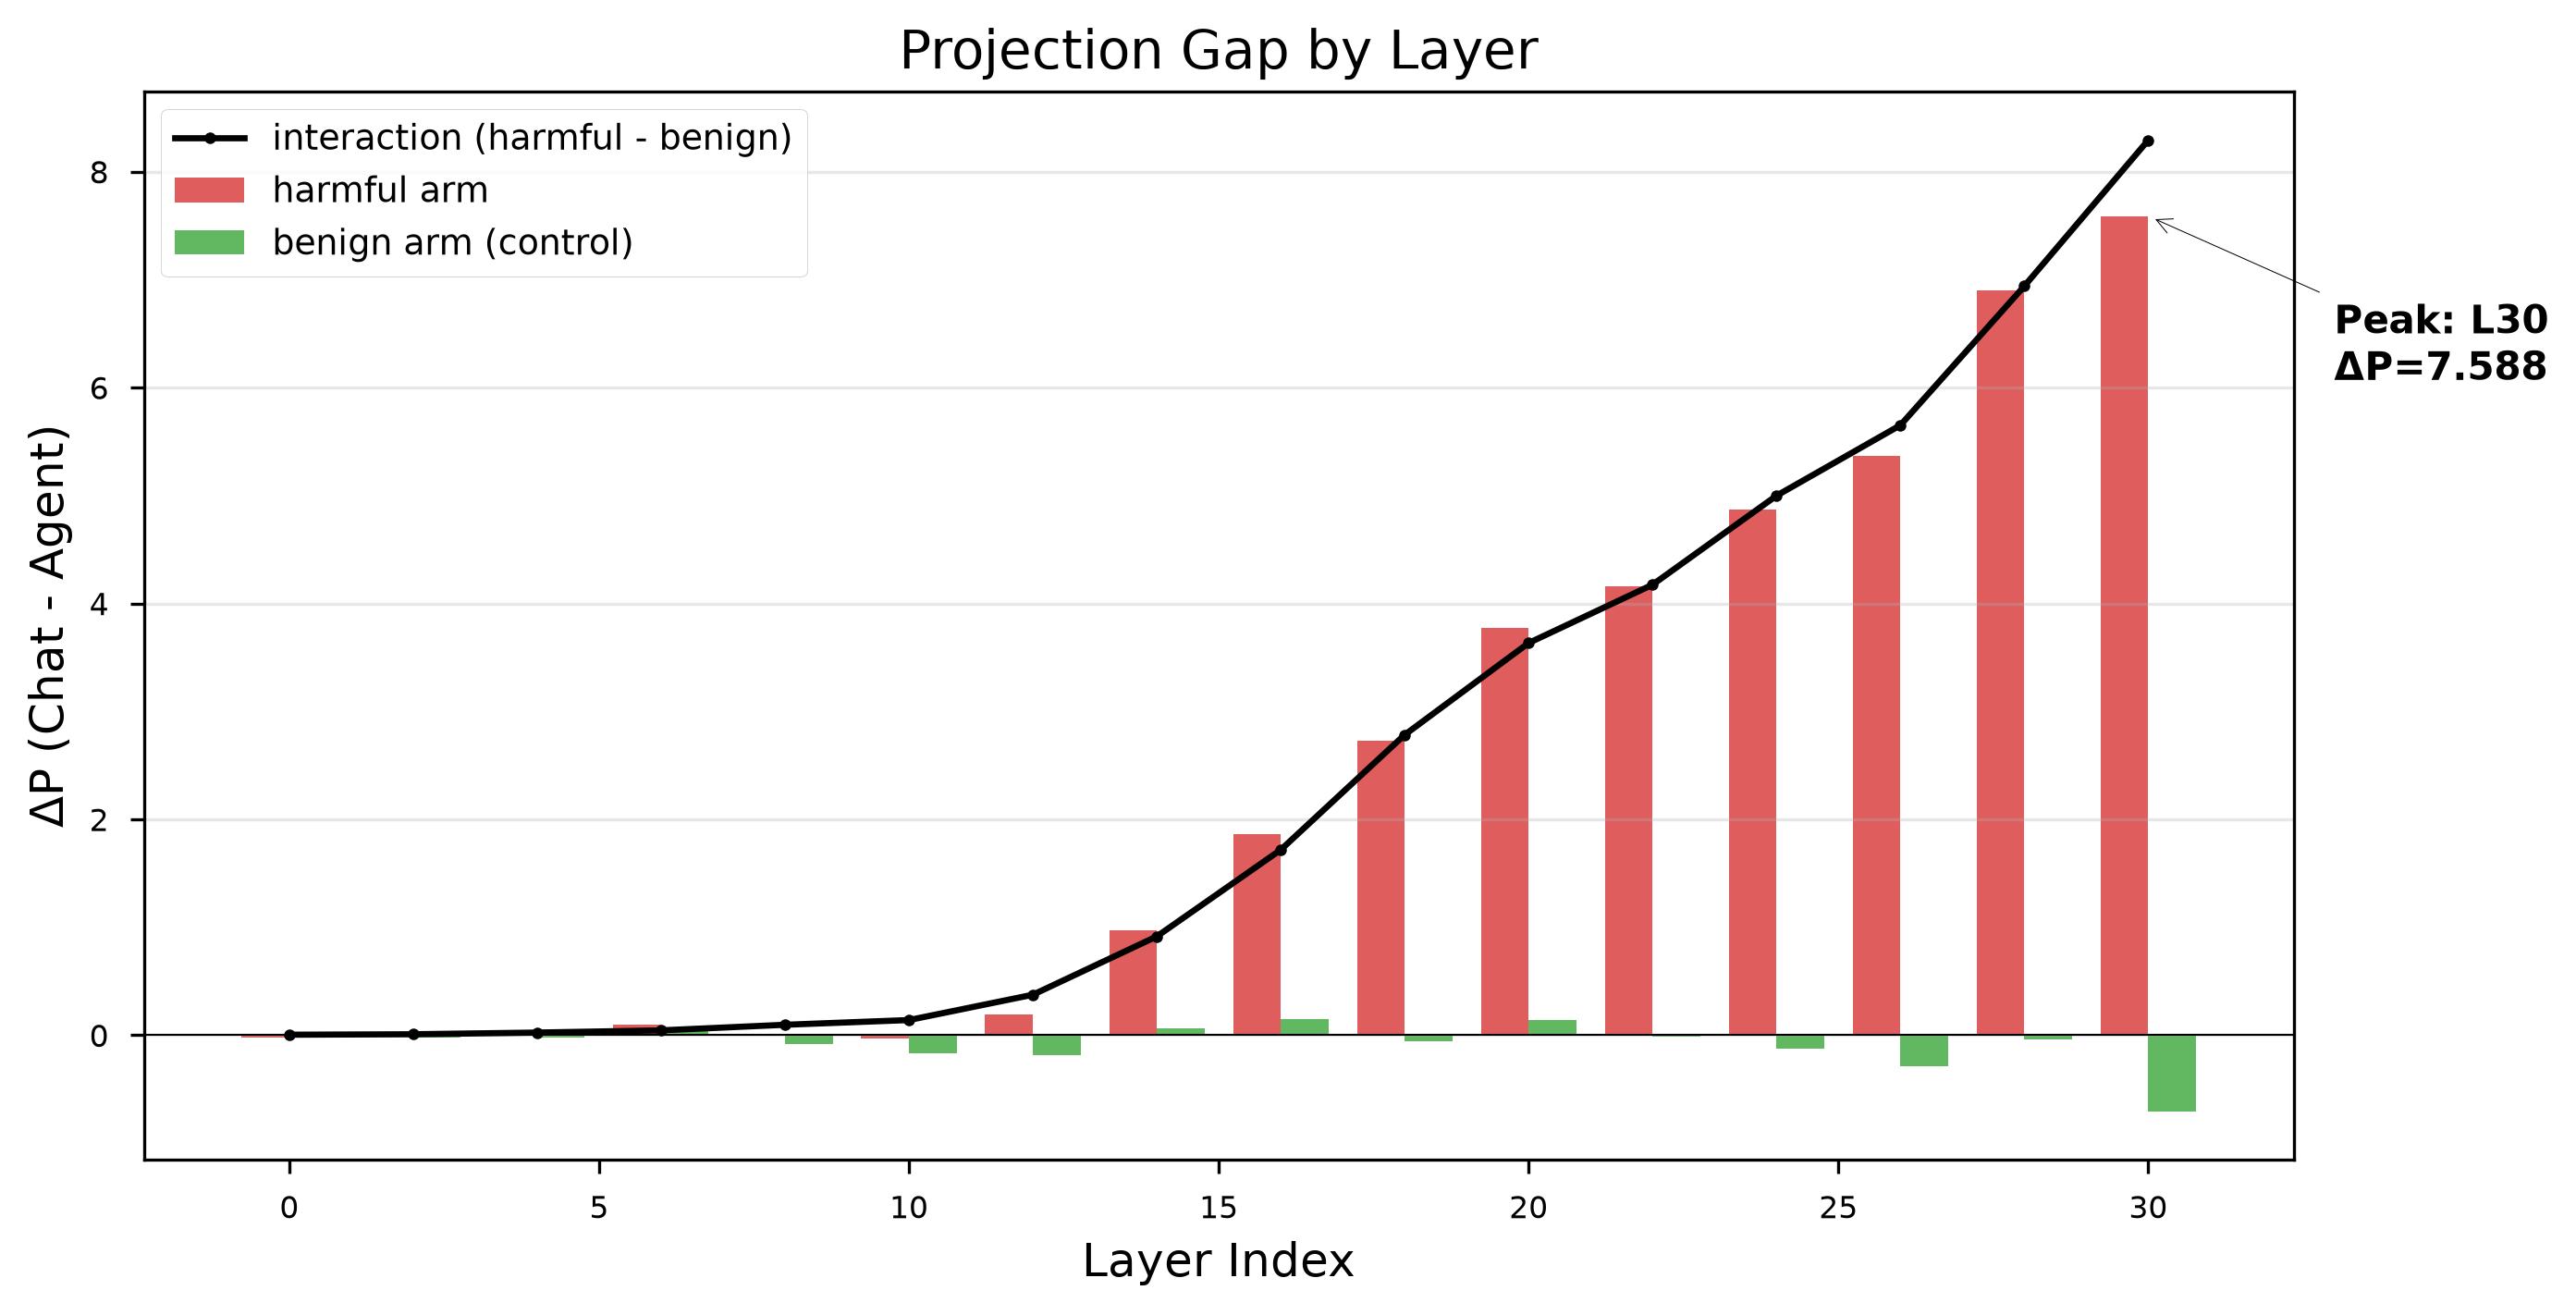 Projection Gap by Layer
interaction (harmful - benign)
harmful arm
benign arm (control)
8
6
4
2
0
ΔP (Chat - Agent)
Peak: L30
ΔP=7.588
0 5 10 15 20 25 30
Layer Index